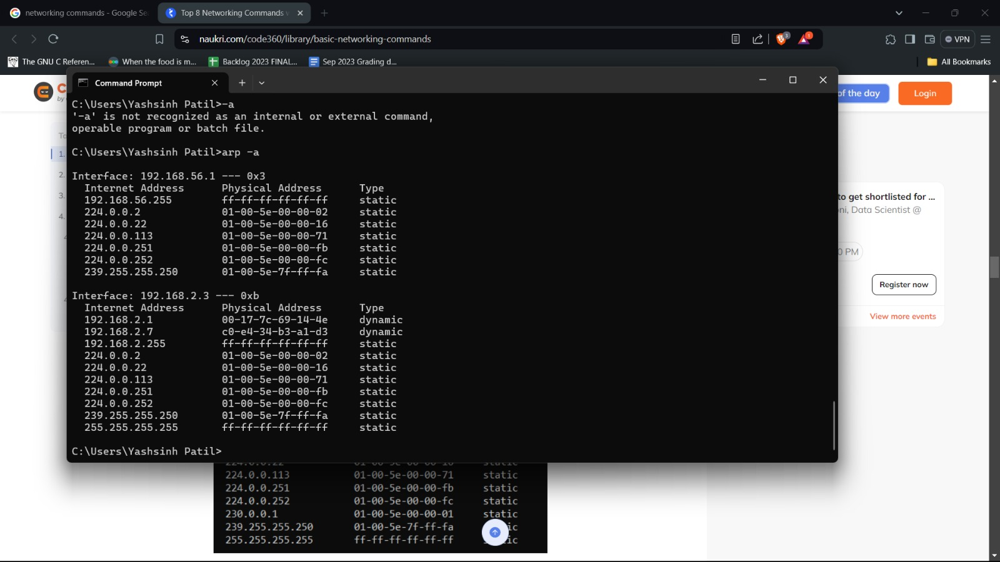 networking commands - Google Se
Top 8 Networking Commands
naukri.com/code360/library/basic-networking-commands
3
1
VPN
The GNU C Referen...
When the food is m...
Backlog 2023 FINAL...
Sep 2023 Grading d...
All Bookmarks
Command Prompt
by
of the day
Login
C:\Users\Yashsinh Patil>-a
'-a' is not recognized as an internal or external command,
operable program or batch file.
1.
C:\Users\Yashsinh Patil>arp -a
2.
Interface: 192.168.56.1 --- 0x3
Internet Address Physical Address Type
3.
192.168.56.255 ff-ff-ff-ff-ff-ff static
to get shortlisted for ...
224.0.0.2 01-00-5e-00-00-02 static
Data Scientist @
4.
224.0.0.22 01-00-5e-00-00-16 static
224.0.0.113 01-00-5e-00-00-71 static
224.0.0.251 01-00-5e-00-00-fb static
0 PM
224.0.0.252 01-00-5e-00-00-fc static
239.255.255.250 01-00-5e-7f-ff-fa static
Register now
Interface: 192.168.2.3 --- 0xb
Internet Address Physical Address Type
View more events
192.168.2.1 00-17-7c-69-14-4e dynamic
192.168.2.7 c0-e4-34-b3-a1-d3 dynamic
192.168.2.255 ff-ff-ff-ff-ff-ff static
224.0.0.2 01-00-5e-00-00-02 static
224.0.0.22 01-00-5e-00-00-16 static
224.0.0.113 01-00-5e-00-00-71 static
224.0.0.251 01-00-5e-00-00-fb static
224.0.0.252 01-00-5e-00-00-fc static
239.255.255.250 01-00-5e-7f-ff-fa static
255.255.255.255 ff-ff-ff-ff-ff-ff static
C:\Users\Yashsinh Patil>
224.0.0.22 01-00-5e-00-00-16 static
224.0.0.113 01-00-5e-00-00-71 static
224.0.0.251 01-00-5e-00-00-fb static
224.0.0.252 01-00-5e-00-00-fc static
230.0.0.1 01-00-5e-00-00-01 static
239.255.255.250 01-00-5e-7f-ff-fa ic
255.255.255.255 ff-ff-ff-ff-ff-ff ic